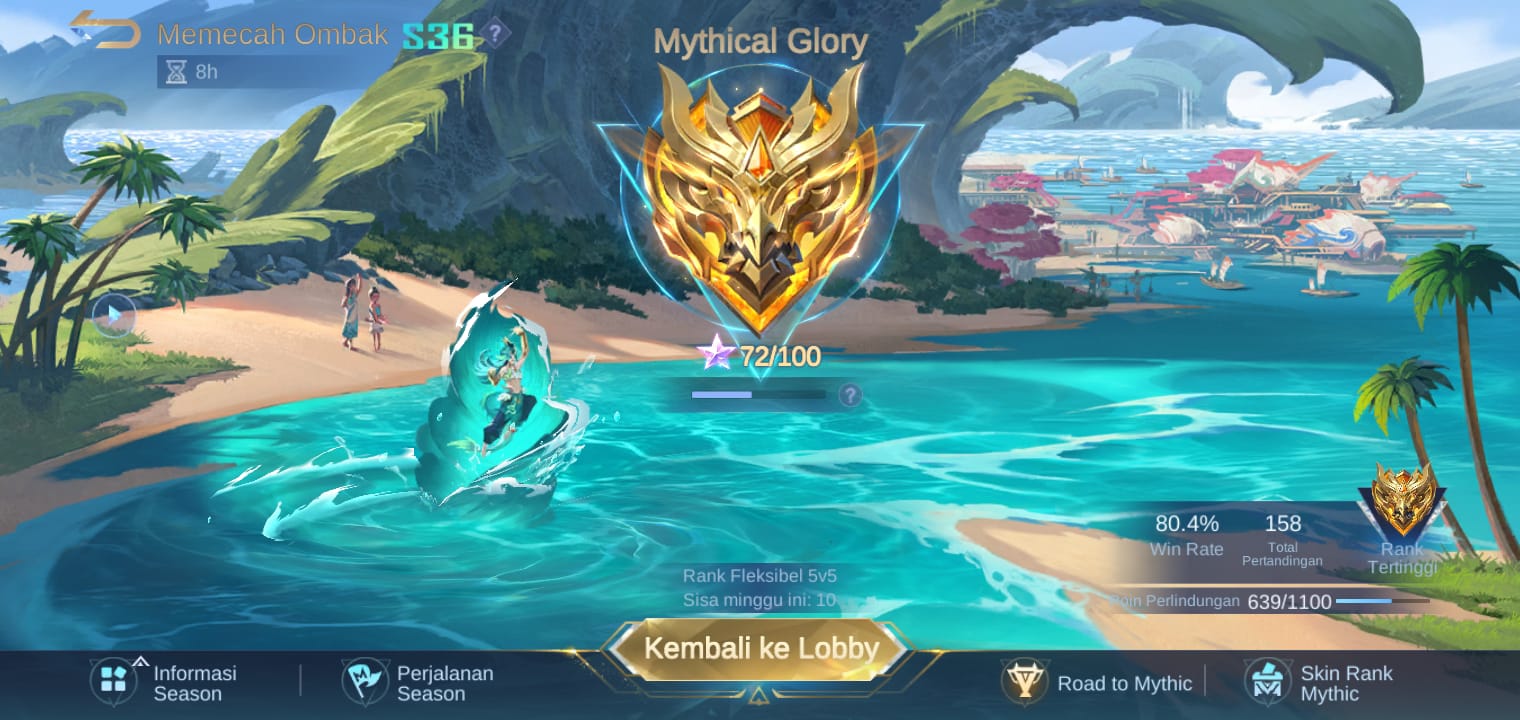 Memecah Ombak S36 ?
8h
Mythical Glory
72/100
?
80.4%
Win Rate
158
Total
Pertandingan
Rank
Tertinggi
Poin Perlindungan 639/1100
Rank Fleksibel 5v5
Sisa minggu ini: 10
Kembali ke Lobby
Informasi
Season
Perjalanan
Season
Road to Mythic
Skin Rank
Mythic